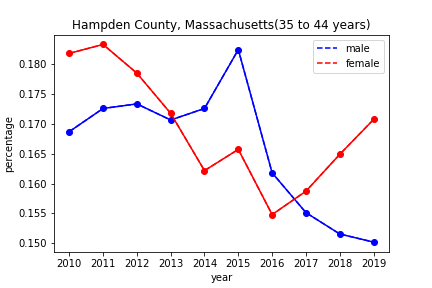 Hampden County, Massachusetts(35 to 44 years)
male
female
0.180
0.175
0.170
0.165
0.160
0.155
0.150
percentage
2010 2011 2012 2013 2014 2015 2016 2017 2018 2019
year